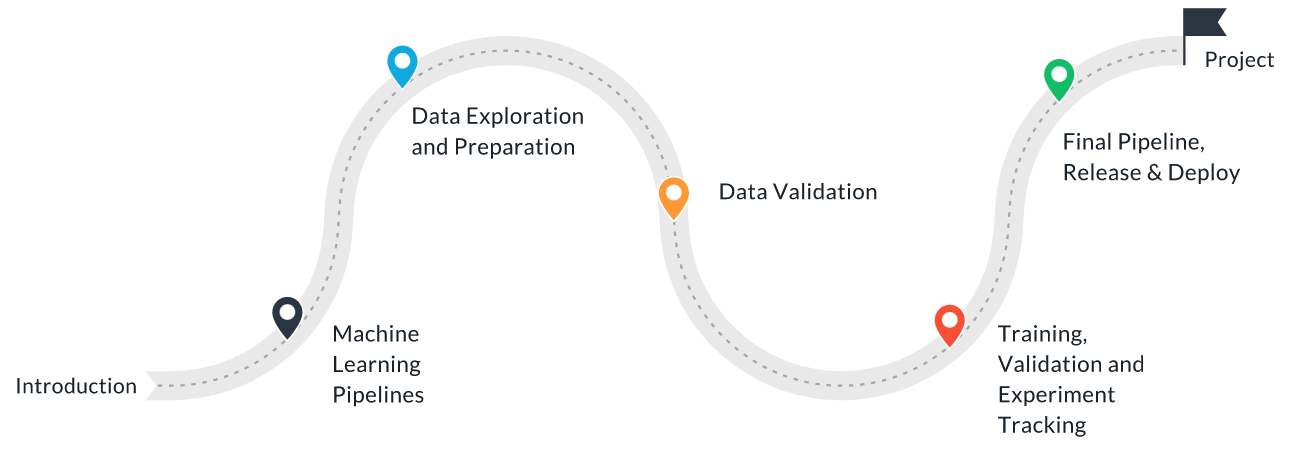 Introduction
Machine
Learning
Pipelines
Data Exploration
and Preparation
Data Validation
Training,
Validation and
Experiment
Tracking
Final Pipeline,
Release & Deploy
Project